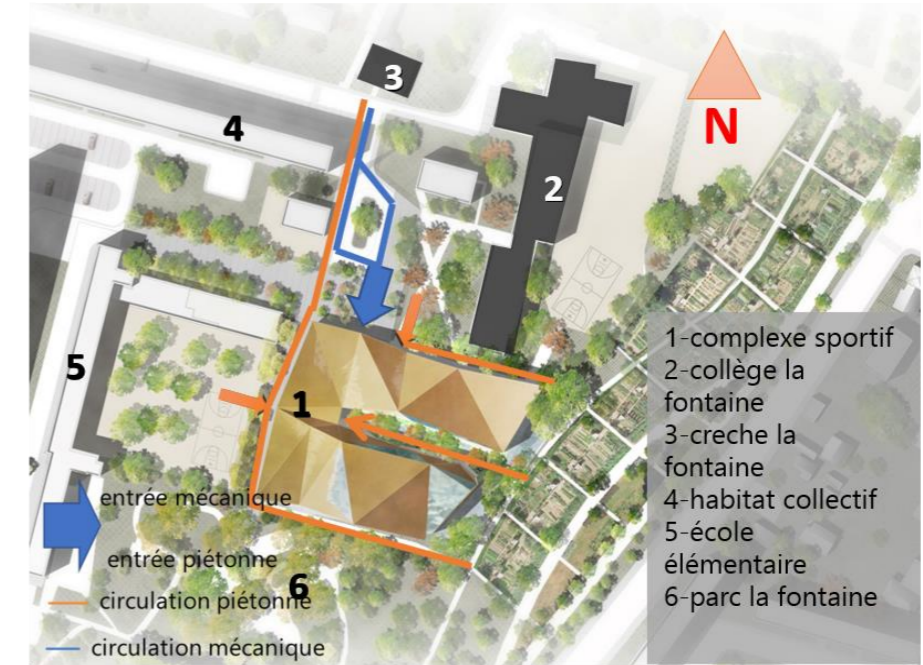 3
N
4
2
5
1
6
1-complexe sportif
2-collège la
fontaine
3-creche la
fontaine
4-habitat collectif
5-école
élémentaire
6-parc la fontaine
entrée mécanique
entrée piétonne
circulation piétonne
circulation mécanique